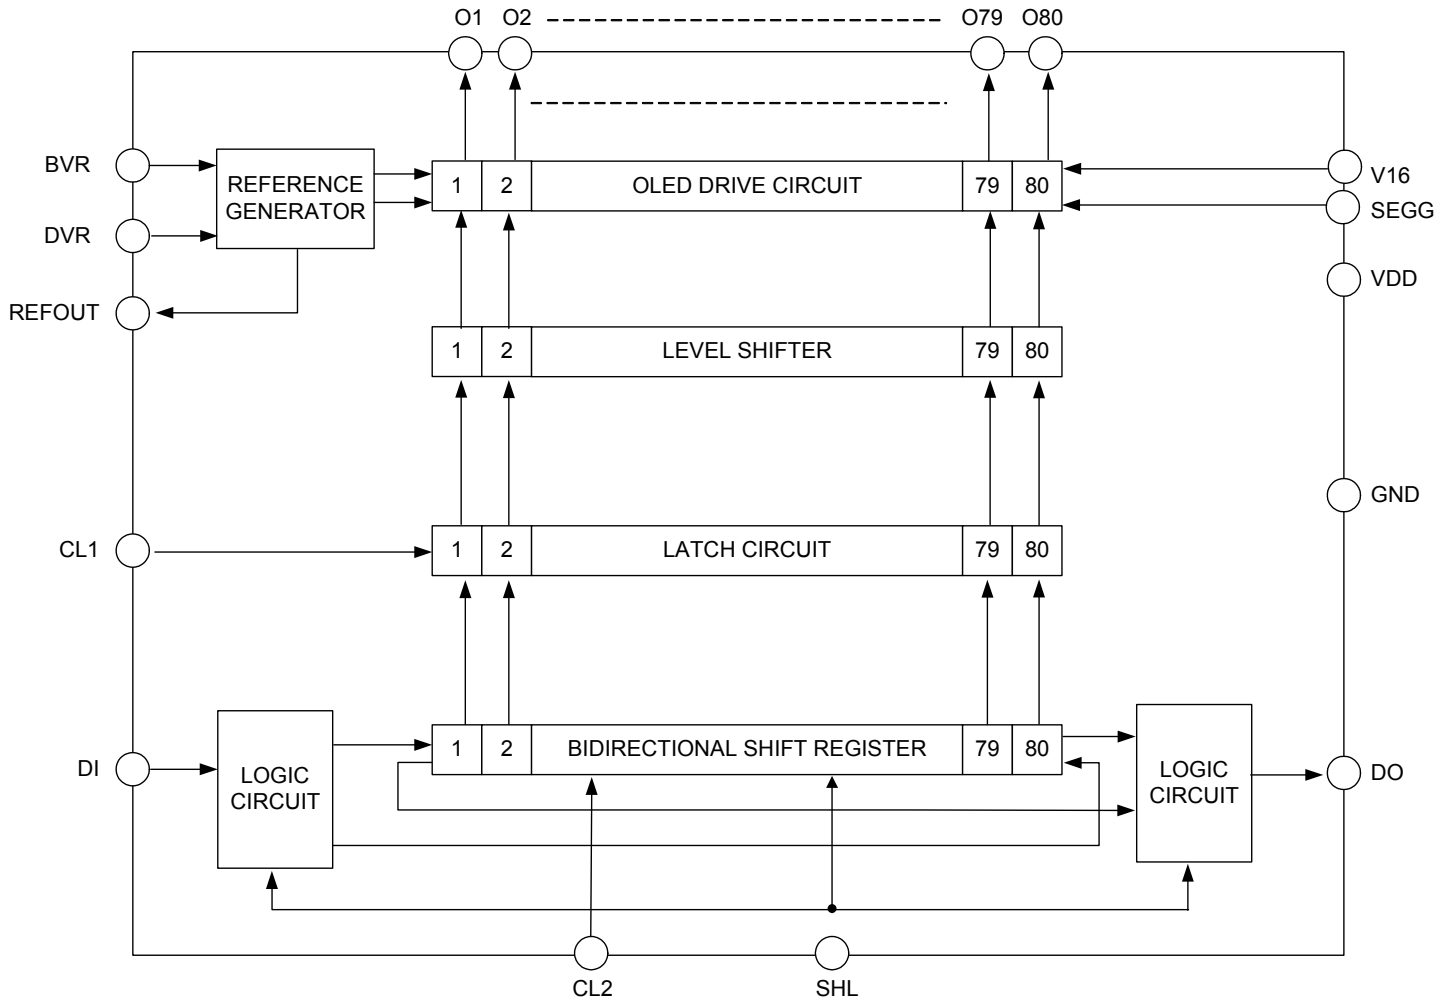 O1 O2 O79 O80
BVR
REFERENCE
GENERATOR
1 2 OLED DRIVE CIRCUIT 79 80
V16
SEGG
DVR
VDD
REFOUT
1 2 LEVEL SHIFTER 79 80
GND
CL1
1 2 LATCH CIRCUIT 79 80
DI
LOGIC
CIRCUIT
1 2 BIDIRECTIONAL SHIFT REGISTER 79 80
LOGIC
CIRCUIT
DO
CL2
SHL